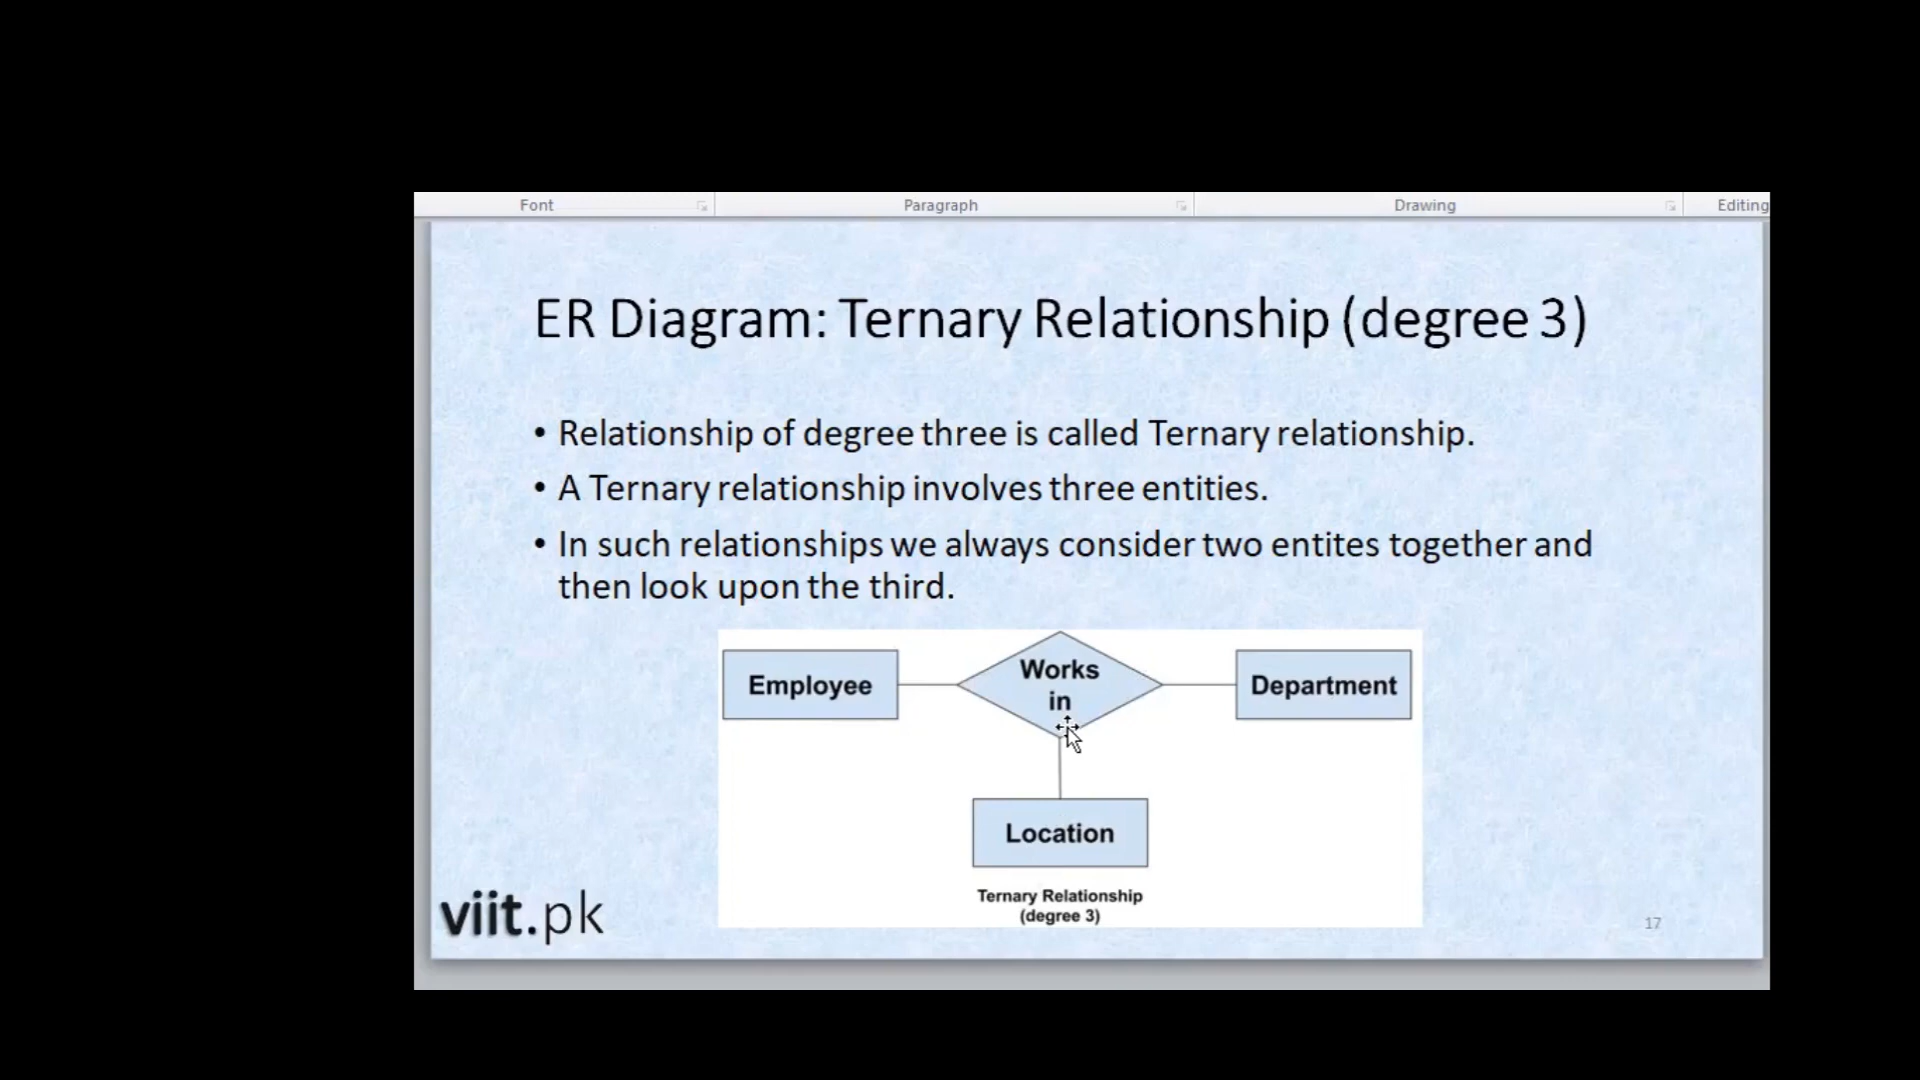 Font Paragraph Drawing Editing
ER Diagram: Ternary Relationship (degree 3)
• Relationship of degree three is called Ternary relationship.
• A Ternary relationship involves three entities.
• In such relationships we always consider two entites together and
then look upon the third.
Employee
Works
in
Department
Location
Ternary Relationship
(degree 3)
viit.pk
17